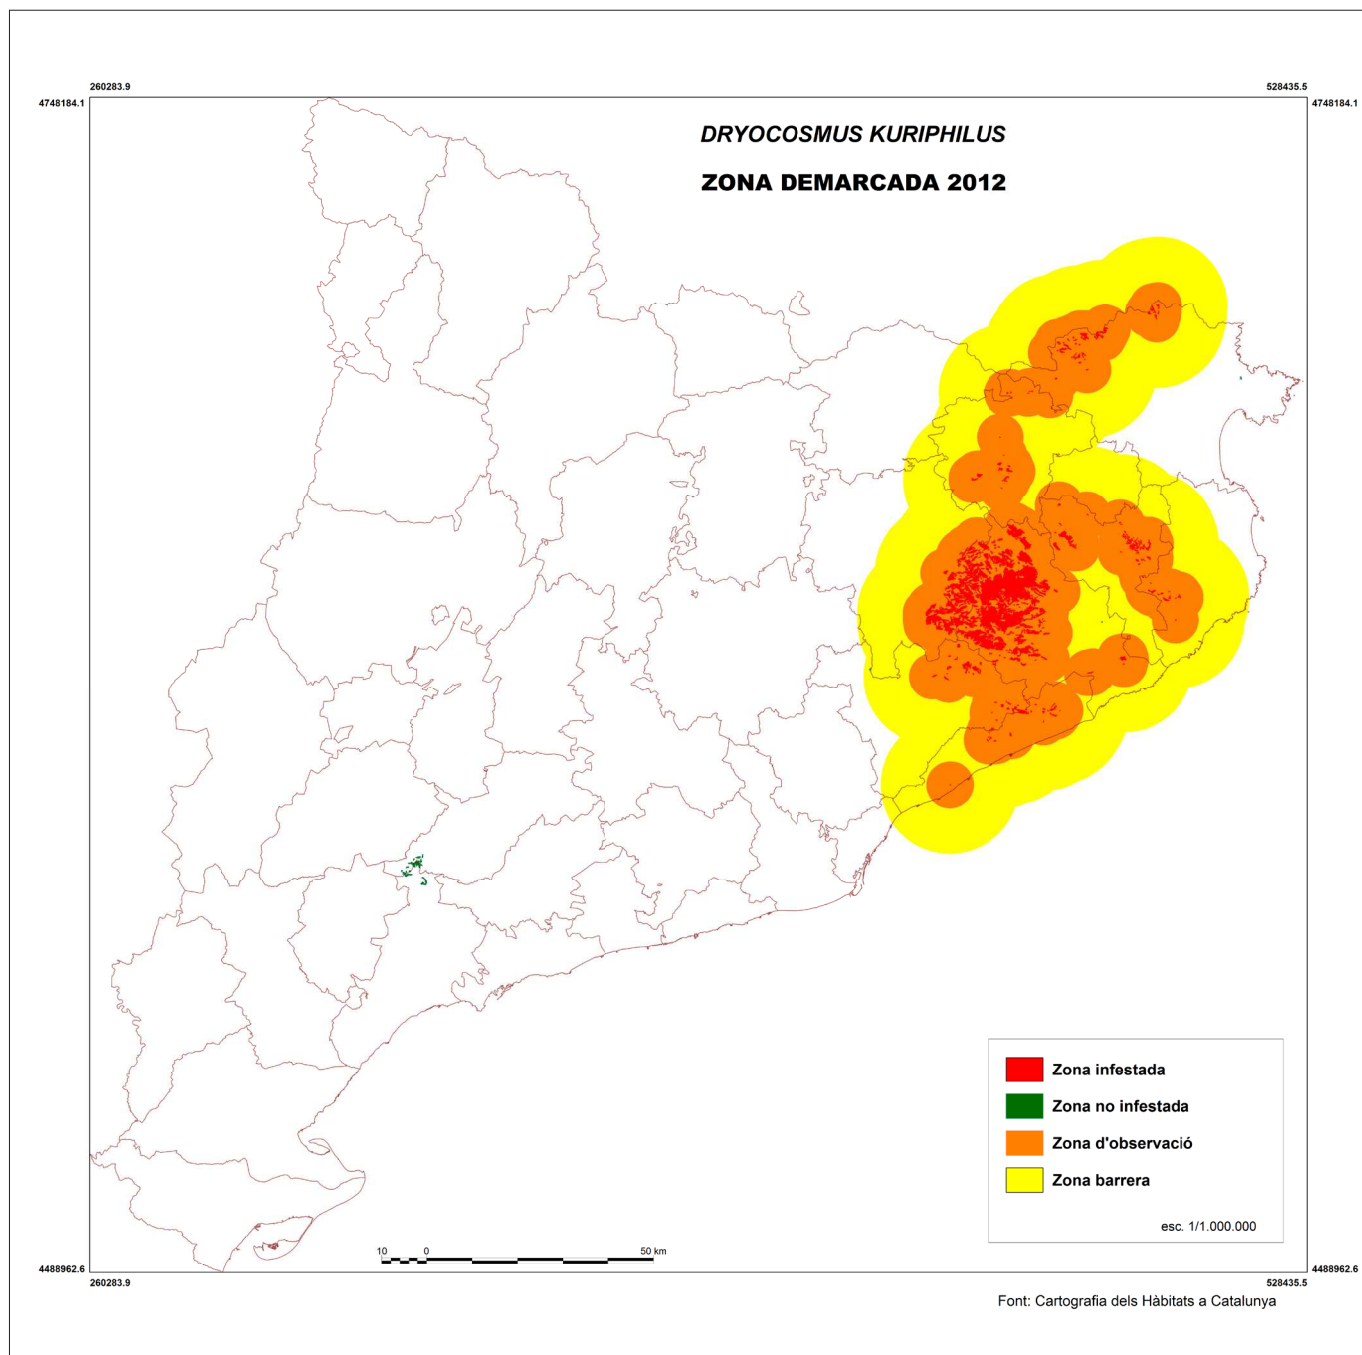 260283.9
528435.5
4748184.1
4748184.1
DRYOCOSMUS KURIPHILUS
ZONA DEMARCADA 2012
Zona infestada
Zona no infestada
Zona d'observació
Zona barrera
esc. 1/1.000.000
10 0 50 km
4488962.6
4488962.6
260283.9
528435.5
Font: Cartografia dels Hàbitats a Catalunya